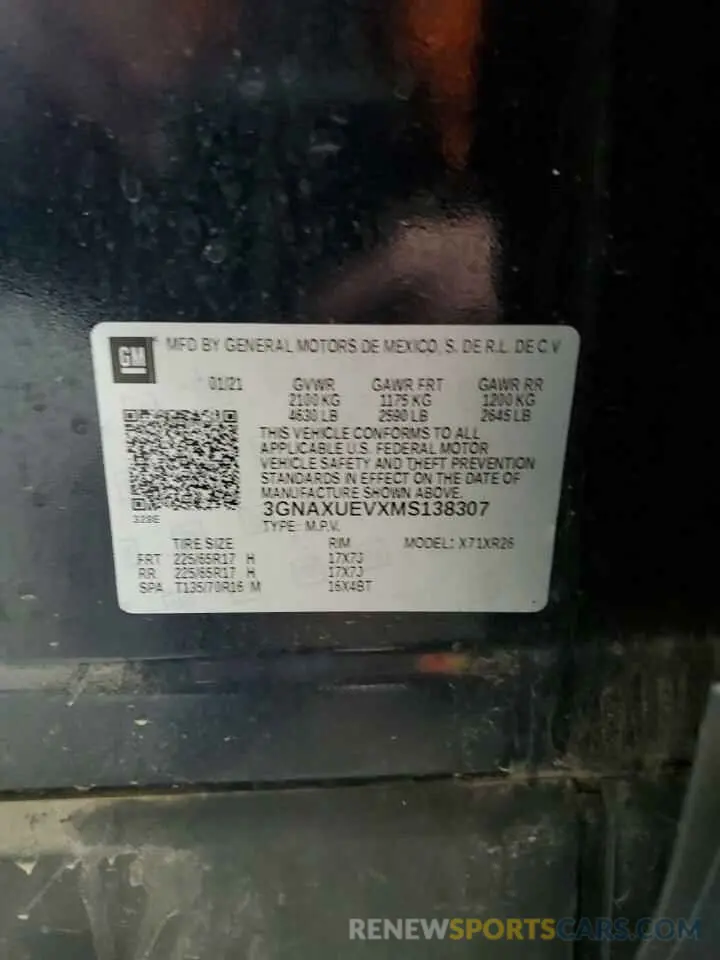 GM MFD BY GENERAL MOTORS DE MEXICO, S. DE R.L. DE C.V
01/21 GVWR GAWR FRT GAWR RR
2100 KG 1175 KG 1200 KG
4630 LB 2590 LB 2645 LB
THIS VEHICLE CONFORMS TO ALL
APPLICABLE U.S. FEDERAL MOTOR
VEHICLE SAFETY AND THEFT PREVENTION
STANDARDS IN EFFECT ON THE DATE OF
MANUFACTURE SHOWN ABOVE.
3GNAXUEVXMS138307
328E
TYPE: M.P.V.
TIRE SIZE RIM MODEL: X71XR26
FRT 225/65R17 H 17X7J
RR 225/65R17 H 17X7J
SPA T135/70R16 M 16X4BT
RENEWSPORTSCARS.COM